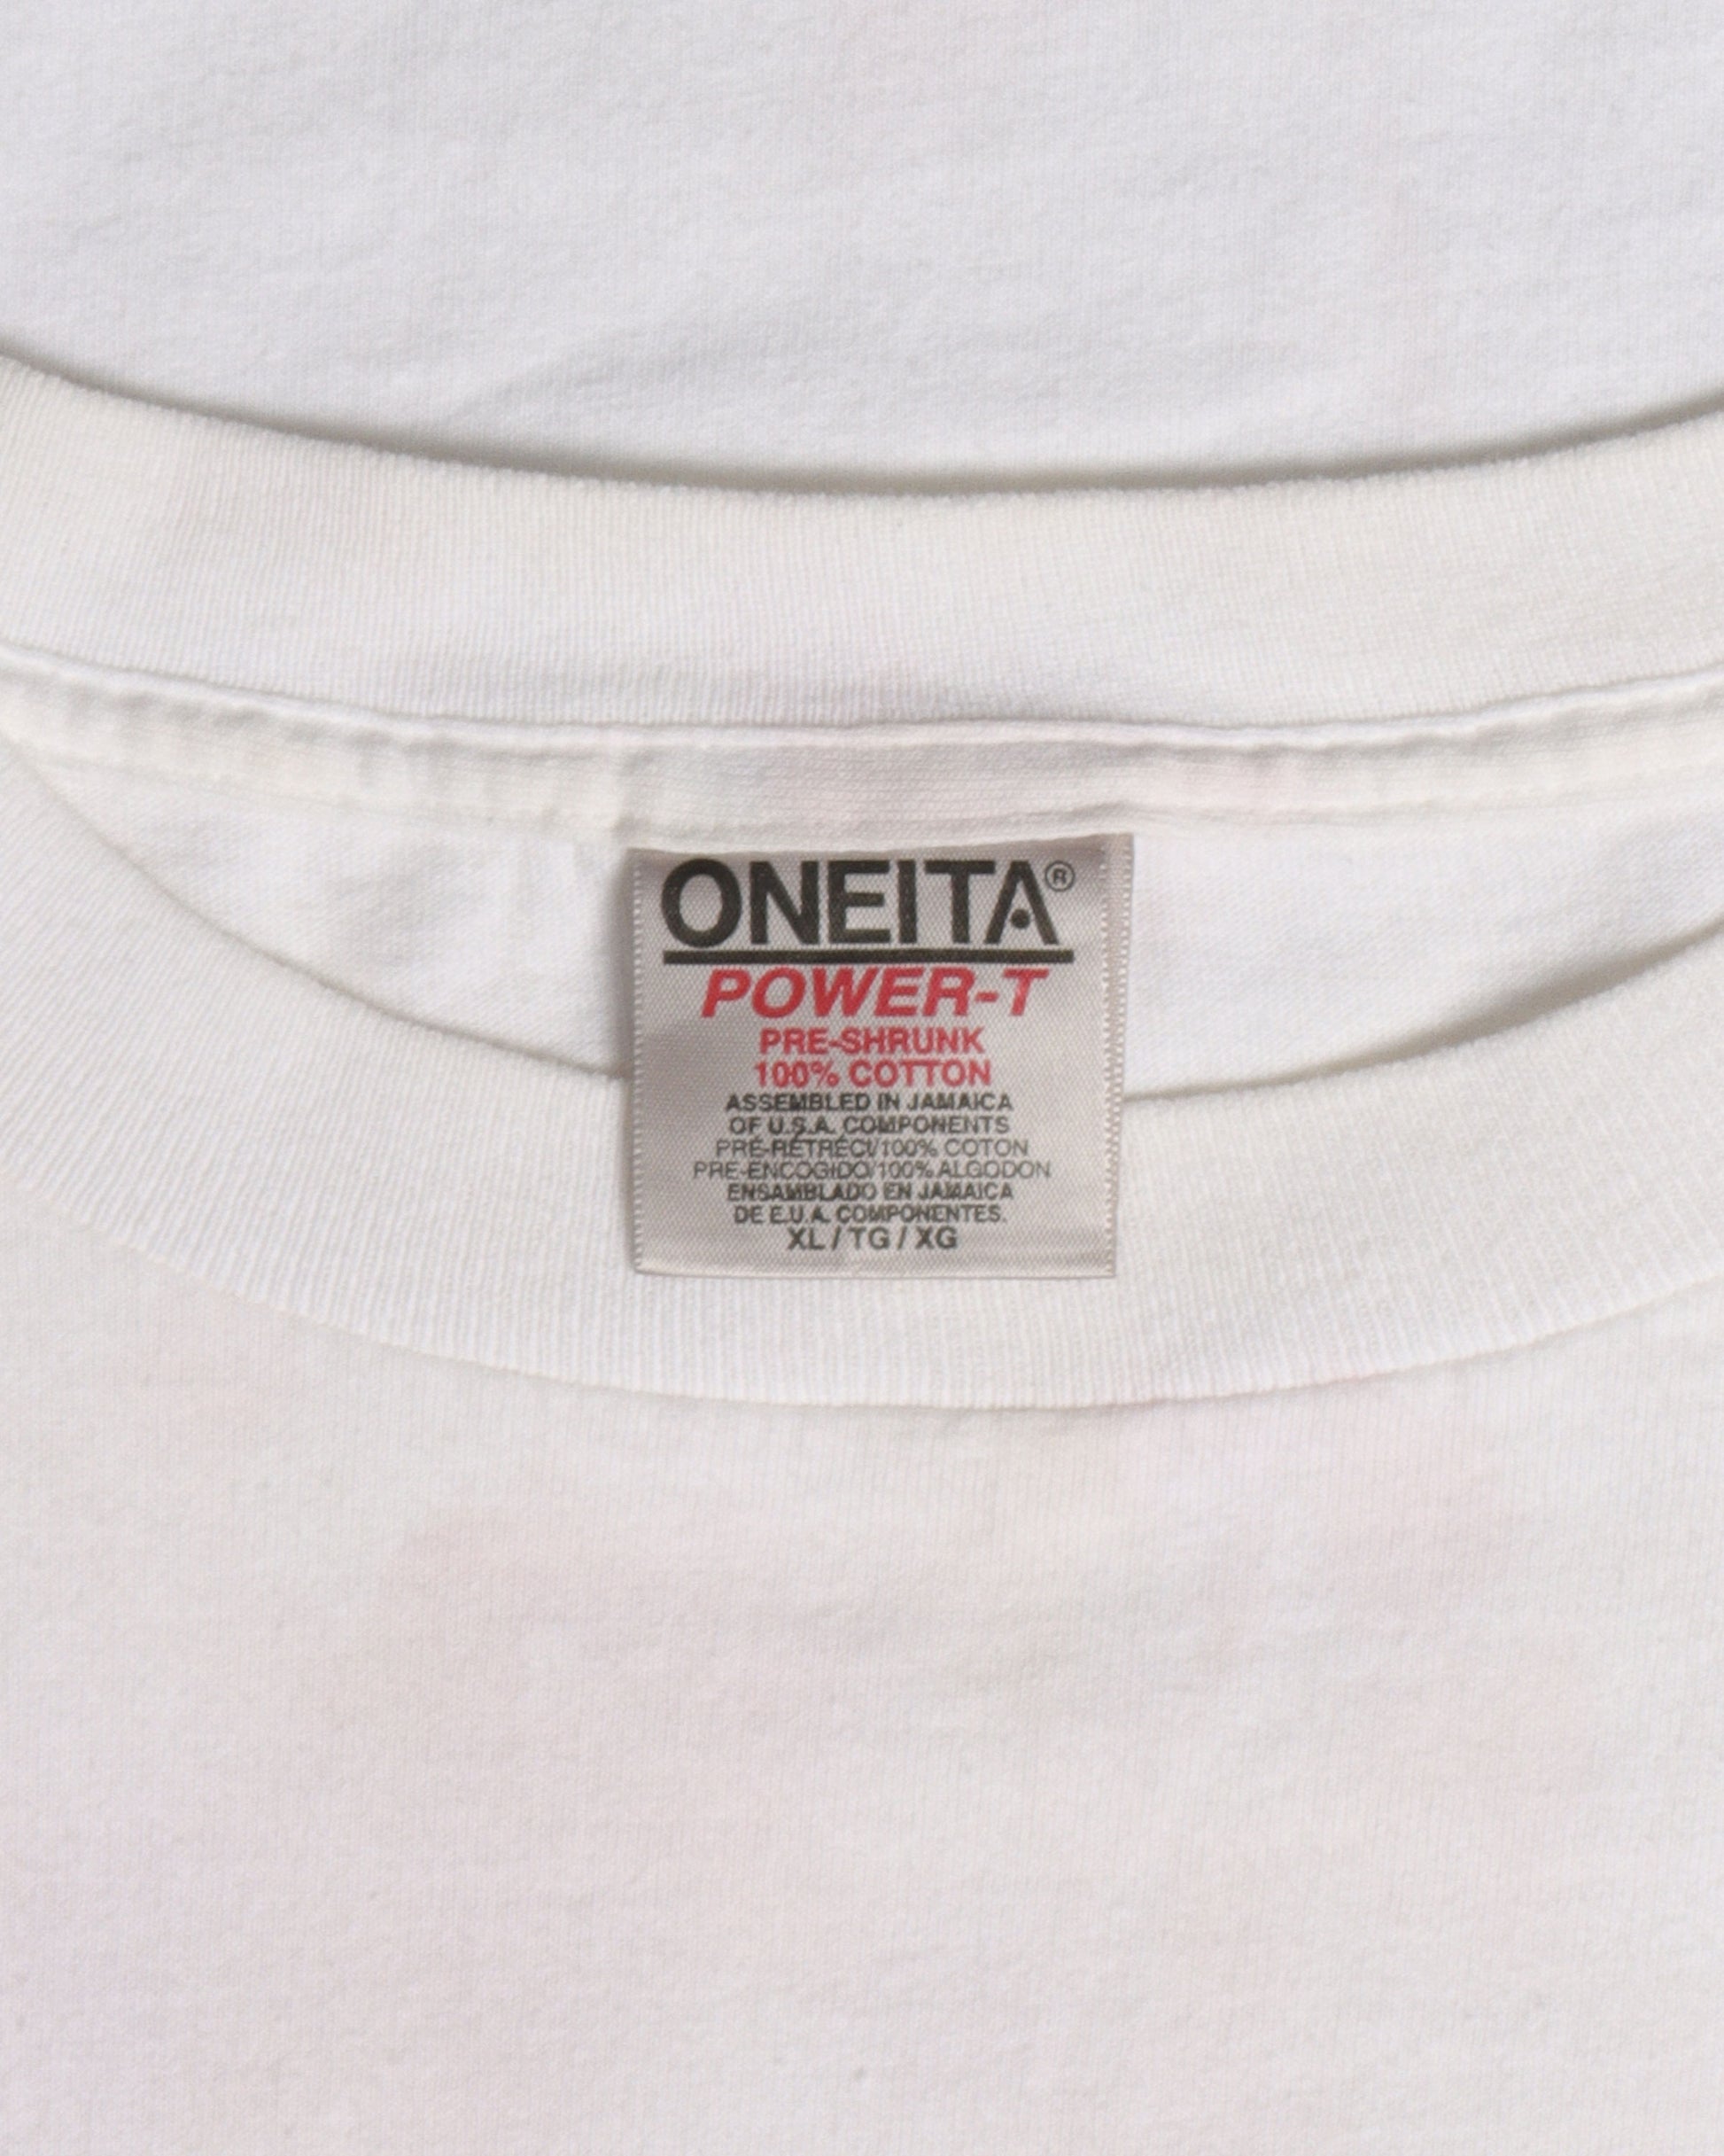 ONEITA®
POWER-T
PRE-SHRUNK
100% COTTON
ASSEMBLED IN JAMAICA
OF U.S.A. COMPONENTS
PRÉ-RÉTRÉCI/100% COTON
PRE-ENCOGIDO/100% ALGODON
ENSAMBLADO EN JAMAICA
DE E.U.A. COMPONENTES.
XL / TG / XG